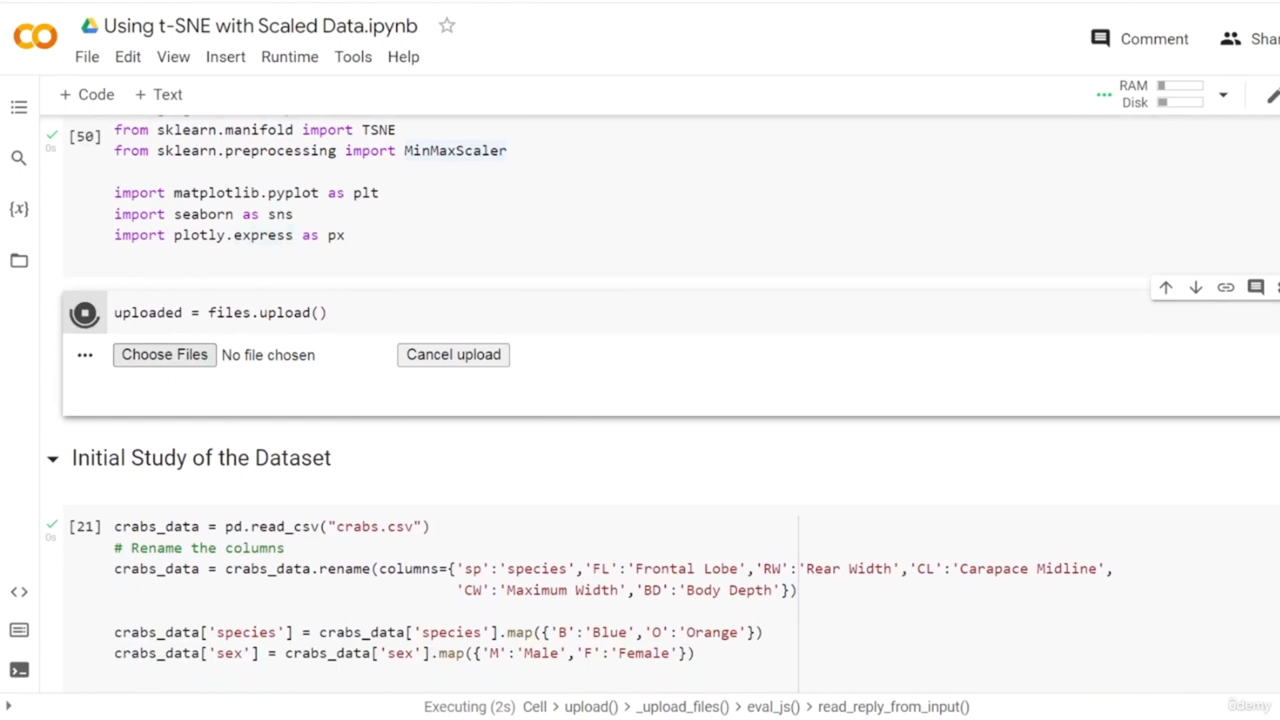 Using t-SNE with Scaled Data.ipynb
Comment
File Edit View Insert Runtime Tools Help
+ Code + Text
RAM
Disk
[50] from sklearn.manifold import TSNE
0s
from sklearn.preprocessing import MinMaxScaler
import matplotlib.pyplot as plt
import seaborn as sns
import plotly.express as px
{x}
uploaded = files.upload()
Choose Files No file chosen Cancel upload
Initial Study of the Dataset
[21] crabs_data = pd.read_csv("crabs.csv")
0s
# Rename the columns
crabs_data = crabs_data.rename(columns={'sp':'species','FL':'Frontal Lobe','RW':'Rear Width','CL':'Carapace Midline',
'CW':'Maximum Width','BD':'Body Depth'})
crabs_data['species'] = crabs_data['species'].map({'B':'Blue','O':'Orange'})
crabs_data['sex'] = crabs_data['sex'].map({'M':'Male','F':'Female'})
Executing (2s) Cell > upload() > _upload_files() > eval_js() > read_reply_from_input()
ûdemy